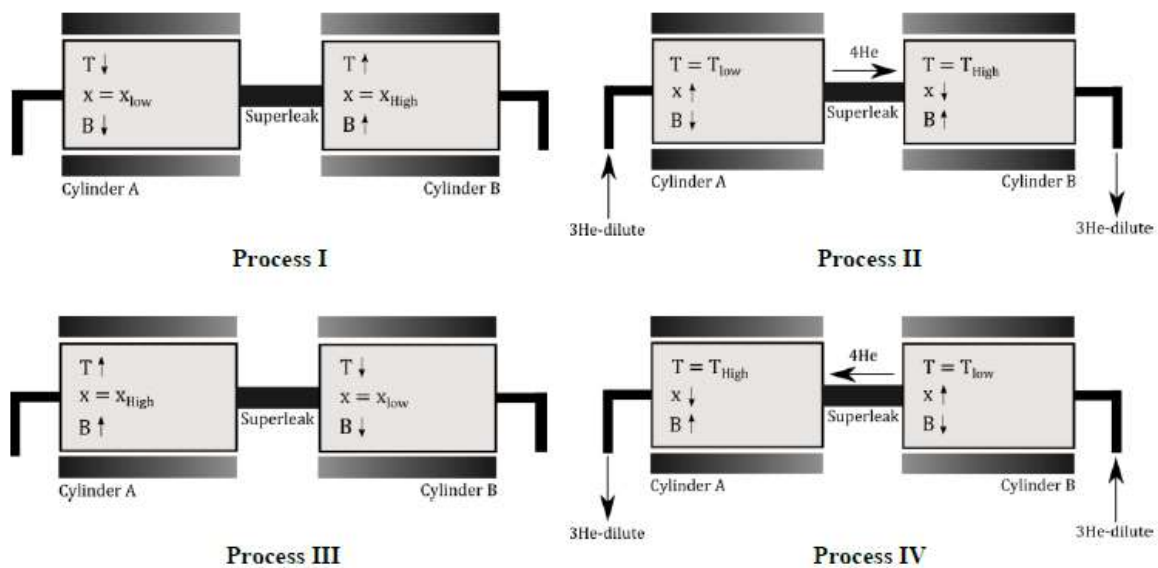 T ↓
x = x_low
B ↓
Superleak
T ↑
x = x_High
B ↑
Cylinder A
Cylinder B
Process I
4He
T = T_low
x ↑
B ↓
Superleak
T = T_High
x ↓
B ↑
Cylinder A
Cylinder B
3He-dilute
3He-dilute
Process II
T ↑
x = x_High
B ↑
Superleak
T ↓
x = x_low
B ↓
Cylinder A
Cylinder B
Process III
4He
T = T_High
x ↓
B ↑
Superleak
T = T_low
x ↑
B ↓
Cylinder A
Cylinder B
3He-dilute
3He-dilute
Process IV